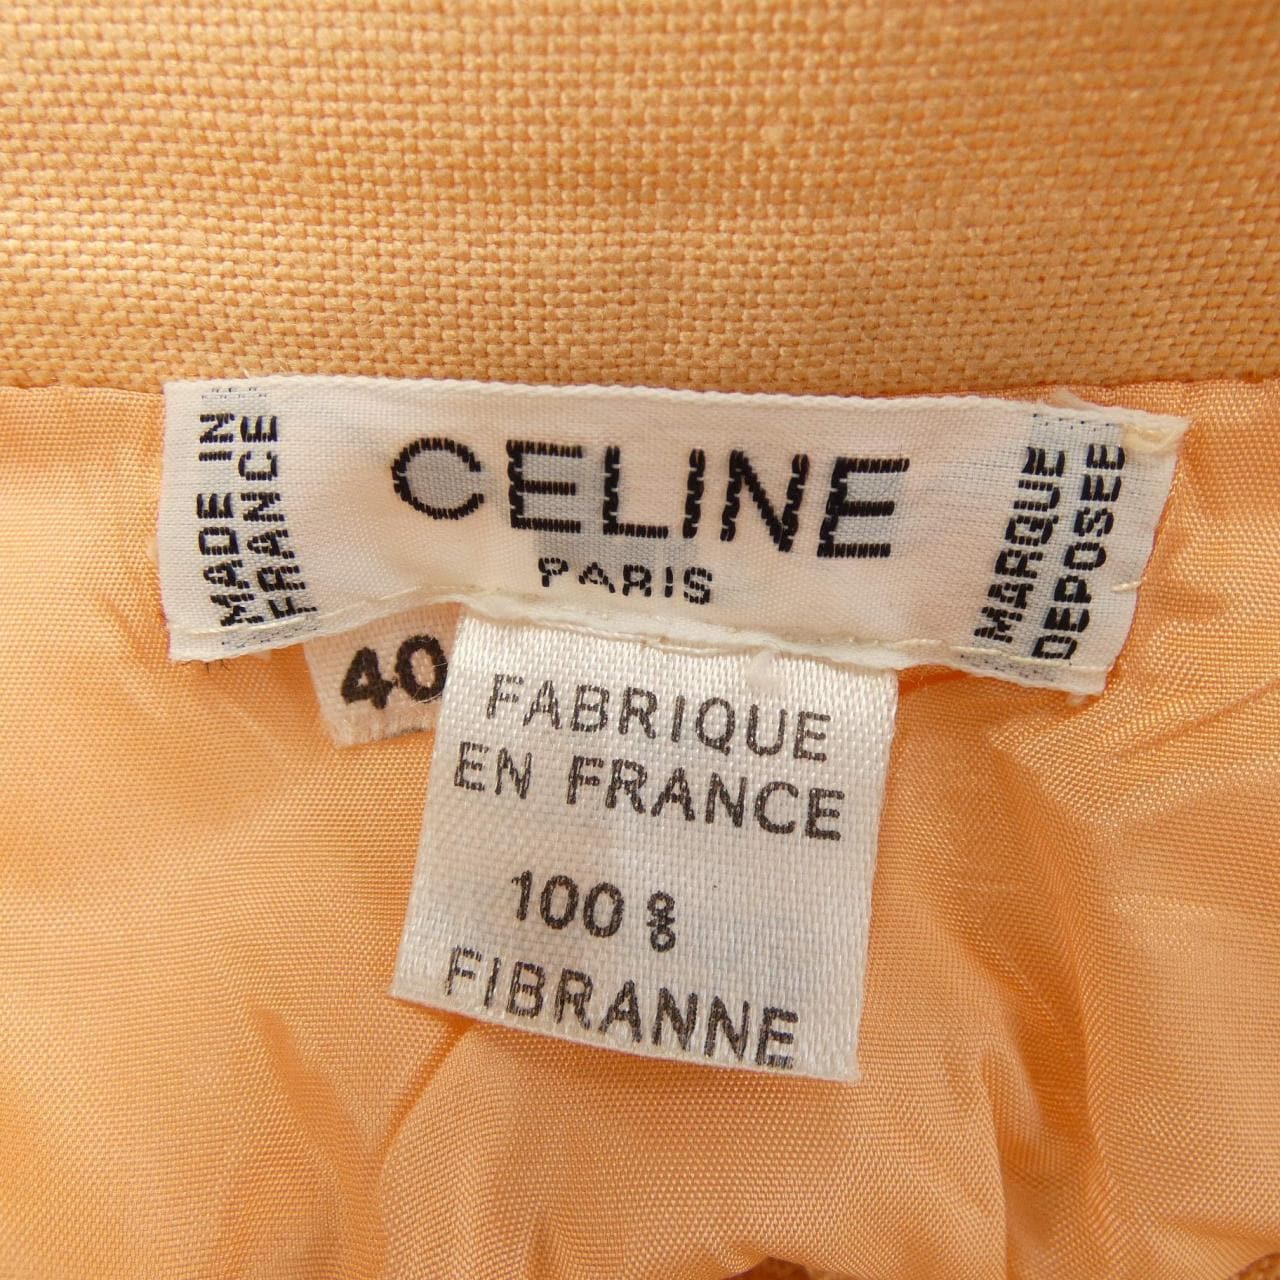 MADE IN
FRANCE
CELINE
PARIS
MARQUE
DEPOSEE
40
FABRIQUE
EN FRANCE
100 %
FIBRANNE